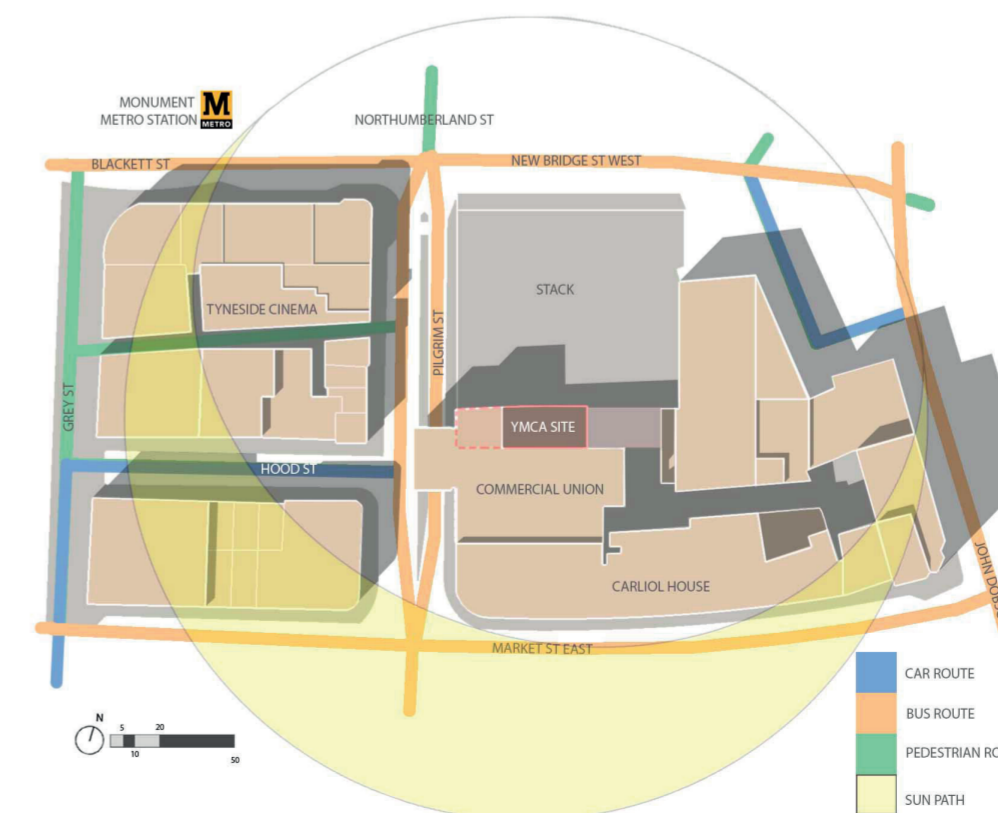 MONUMENT
METRO STATION
M
METRO
NORTHUMBERLAND ST
BLACKETT ST
NEW BRIDGE ST WEST
STACK
TYNESIDE CINEMA
PILGRIM ST
GREY ST
YMCA SITE
HOOD ST
COMMERCIAL UNION
CARLIOL HOUSE
JOHN
MARKET ST EAST
CAR ROUTE
BUS ROUTE
PEDESTRIAN
SUN PATH
N
5 20
10 50